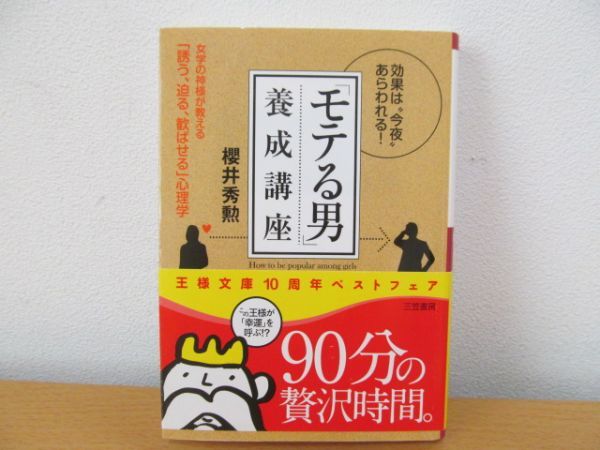 効果は〝今夜〟
あらわれる!
「モテる男」
養成講座
櫻井秀勲
女学の神様が教える
「誘う、迫る、歓ばせる」心理学
How to be popular among girls
王様文庫10周年ベストフェア
三笠書房
この王様が
「幸運」を
呼ぶ!?
90分の
贅沢時間。